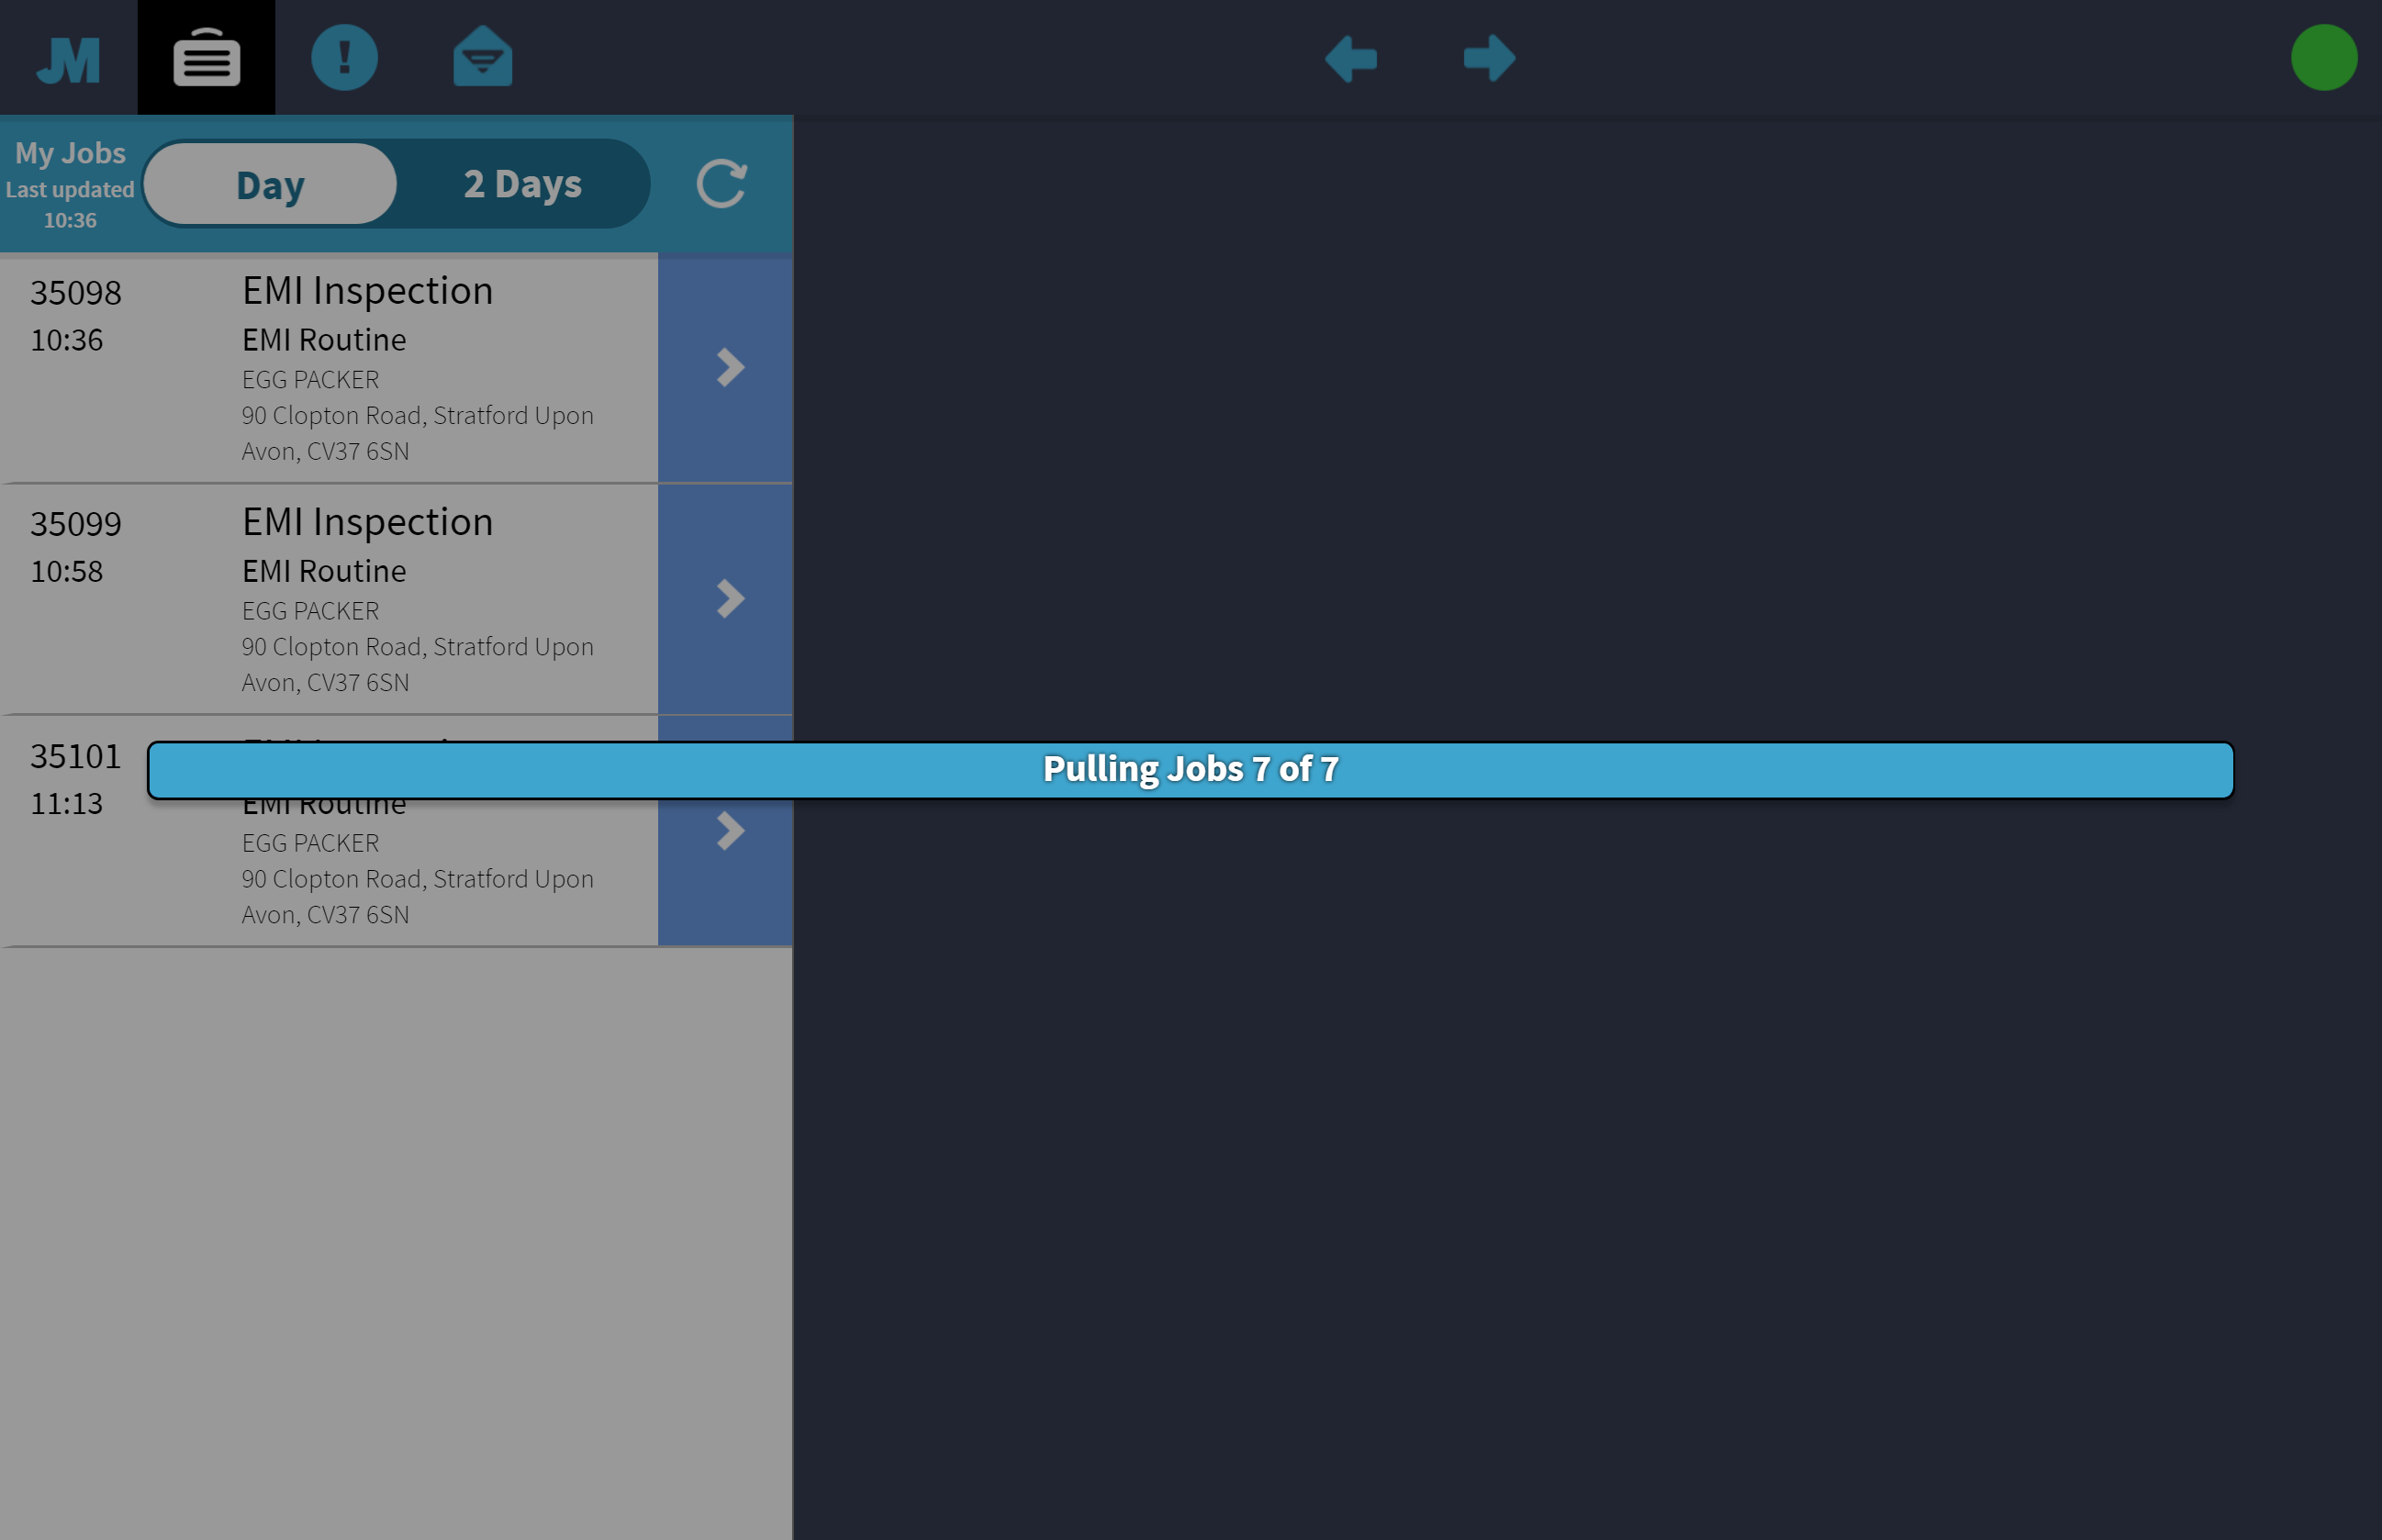 JM
My Jobs
Last updated
10:36
Day
2 Days
35098
EMI Inspection
10:36
EMI Routine
EGG PACKER
90 Clopton Road, Stratford Upon
Avon, CV37 6SN
35099
EMI Inspection
10:58
EMI Routine
EGG PACKER
90 Clopton Road, Stratford Upon
Avon, CV37 6SN
35101
Pulling Jobs 7 of 7
11:13
EMI Routine
EGG PACKER
90 Clopton Road, Stratford Upon
Avon, CV37 6SN